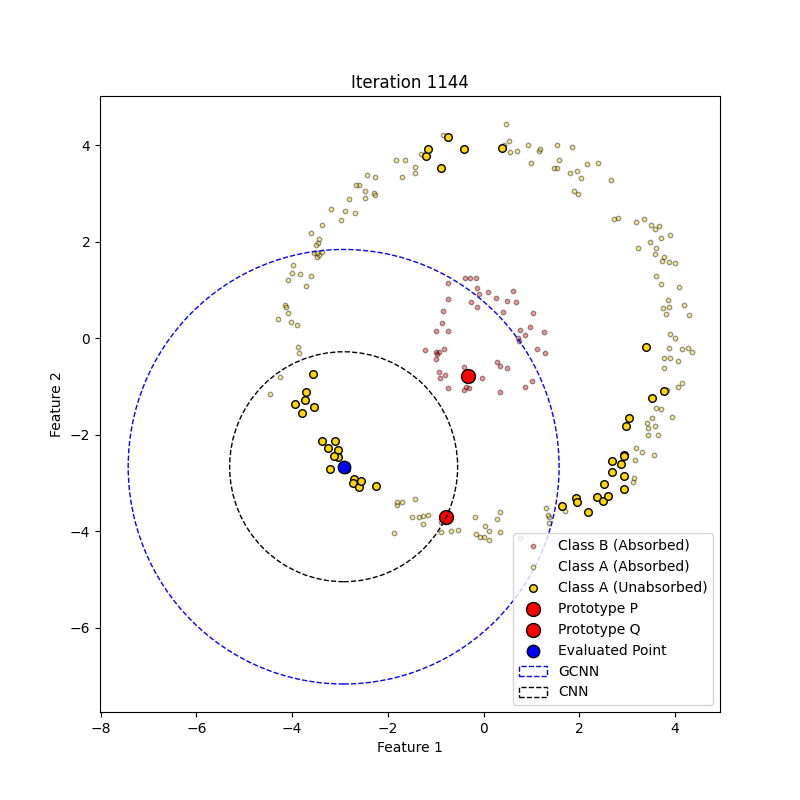 Iteration 1144
Feature 2
4
2
0
−2
−4
−6
−8
−6
−4
−2
0
2
4
Feature 1
Class B (Absorbed)
Class A (Absorbed)
Class A (Unabsorbed)
Prototype P
Prototype Q
Evaluated Point
GCNN
CNN